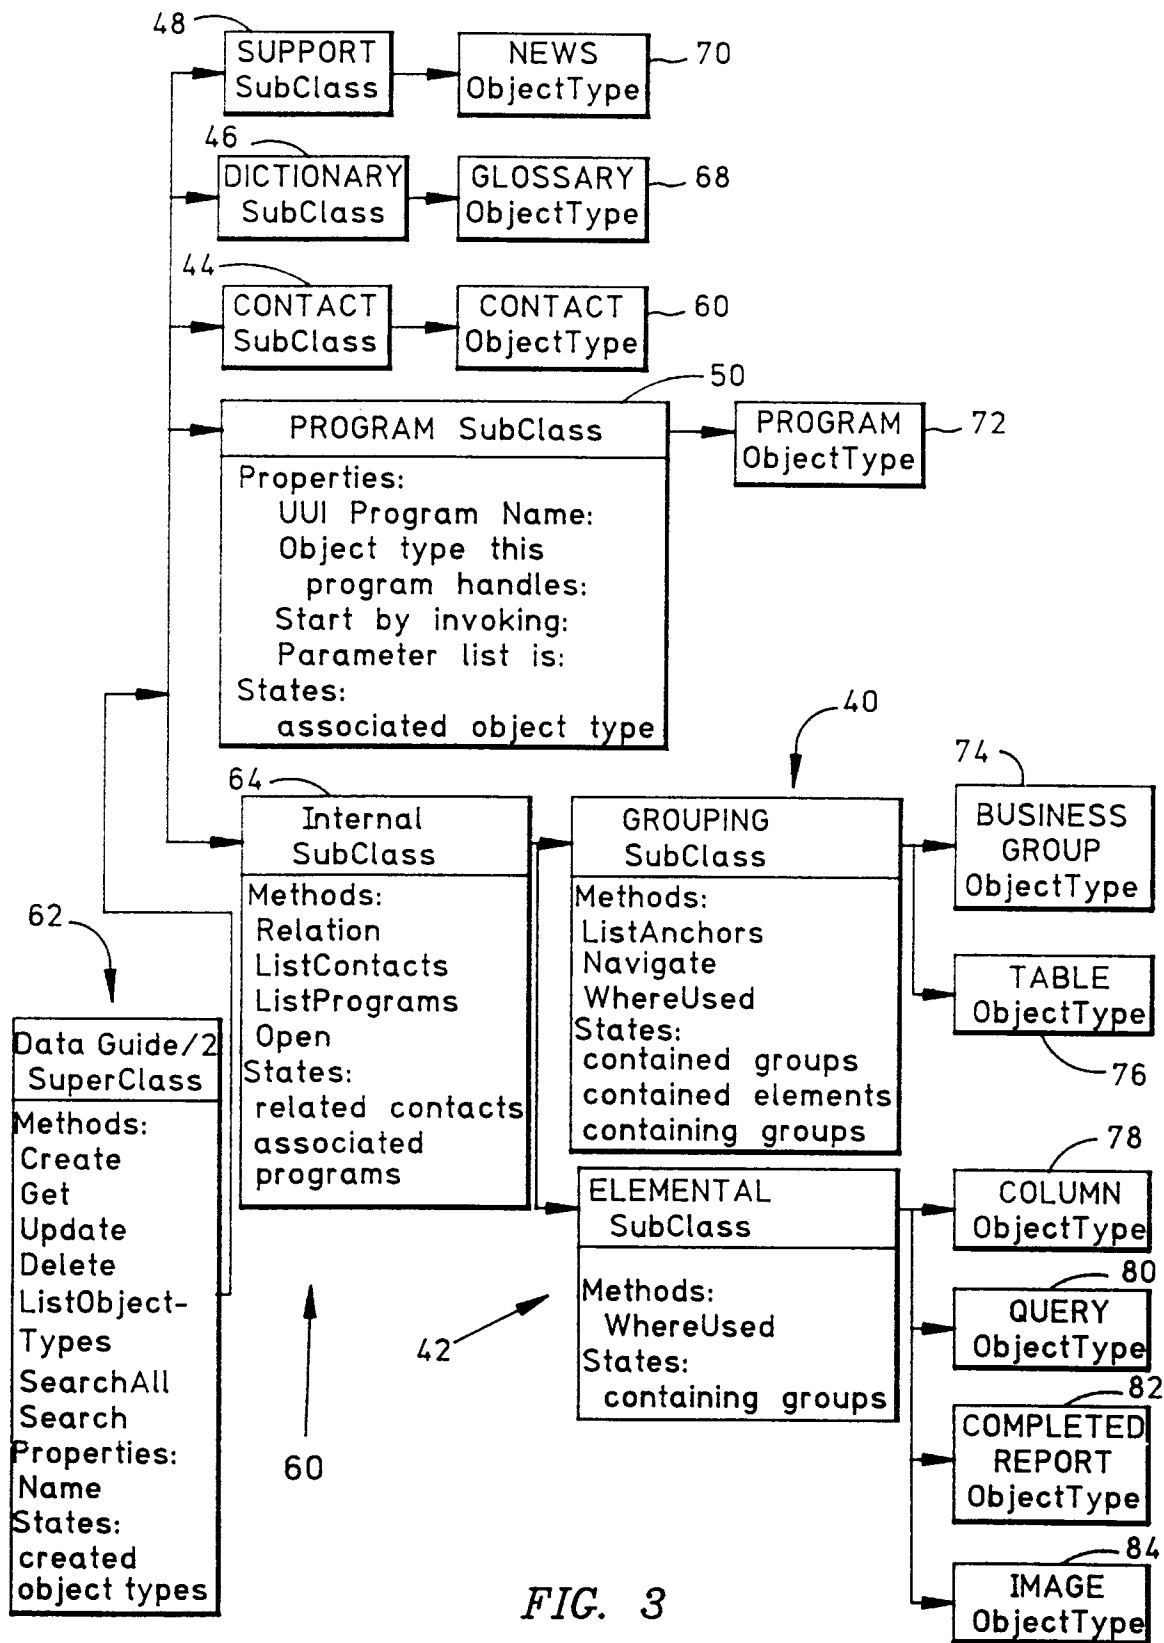 48
SUPPORT
SubClass
NEWS
ObjectType
70
46
DICTIONARY
SubClass
GLOSSARY
ObjectType
68
44
CONTACT
SubClass
CONTACT
ObjectType
60
50
PROGRAM SubClass
Properties:
UUI Program Name:
Object type this
program handles:
Start by invoking:
Parameter list is:
States:
associated object type
PROGRAM
ObjectType
72
64
Internal
SubClass
Methods:
Relation
ListContacts
ListPrograms
Open
States:
related contacts
associated
programs
40
GROUPING
SubClass
Methods:
ListAnchors
Navigate
WhereUsed
States:
contained groups
contained elements
containing groups
74
BUSINESS
GROUP
ObjectType
TABLE
ObjectType
76
62
Data Guide/2
SuperClass
Methods:
Create
Get
Update
Delete
ListObject-
Types
SearchAll
Search
Properties:
Name
States:
created
object types
60
42
ELEMENTAL
SubClass
Methods:
WhereUsed
States:
containing groups
78
COLUMN
ObjectType
80
QUERY
ObjectType
82
COMPLETED
REPORT
ObjectType
84
IMAGE
ObjectType
FIG. 3